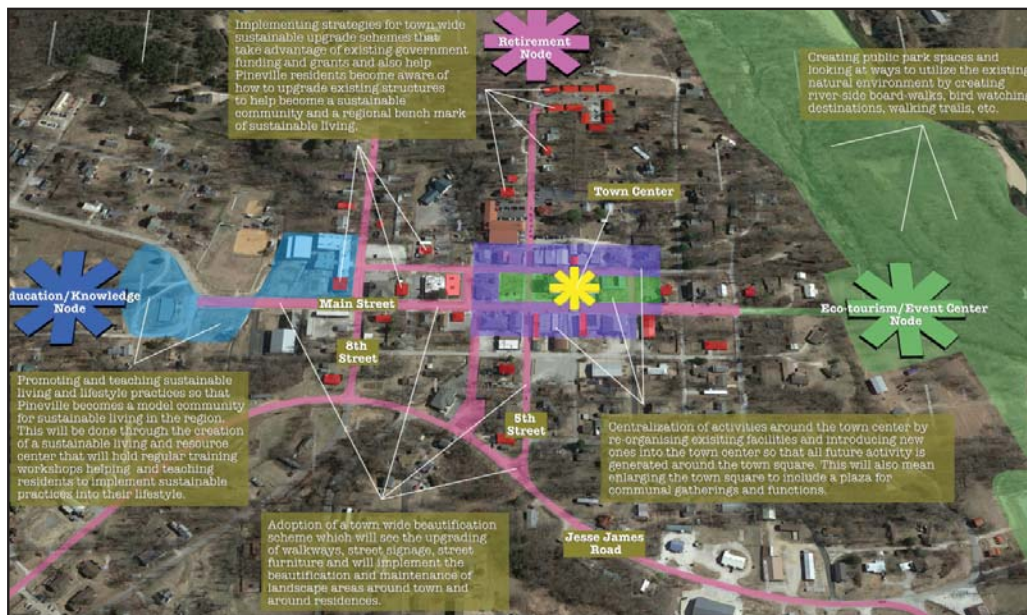 Implementing strategies for town wide
sustainable upgrade schemes that
take advantage of existing government
funding and grants and also help
Pineville residents become aware of
how to upgrade existing structures
to help become a sustainable
community and a regional bench mark
of sustainable living.
Retirement
Node
Creating public park spaces and
looking at ways to utilize the existing
natural environment by creating
river-side board-walks, bird watching
destinations, walking trails, etc.
Town Center
ducation/Knowledge
Node
Main Street
8th
Street
Eco-tourism/Event Center
Node
Promoting and teaching sustainable
living and lifestyle practices so that
Pineville becomes a model community
for sustainable living in the region.
This will be done through the creation
of a sustainable living and resource
center that will hold regular training
workshops helping and teaching
residents to implement sustainable
practices into their lifestyle.
5th
Street
Centralization of activities around the town center by
re-organising exisiting facilities and introducing new
ones into the town center so that all future activity is
generated around the town square. This will also mean
enlarging the town square to include a plaza for
communal gatherings and functions.
Adoption of a town wide beautification
scheme which will see the upgrading
of walkways, street signage, street
furniture and will implement the
beautification and maintenance of
landscape areas around town and
around residences.
Jesse James
Road